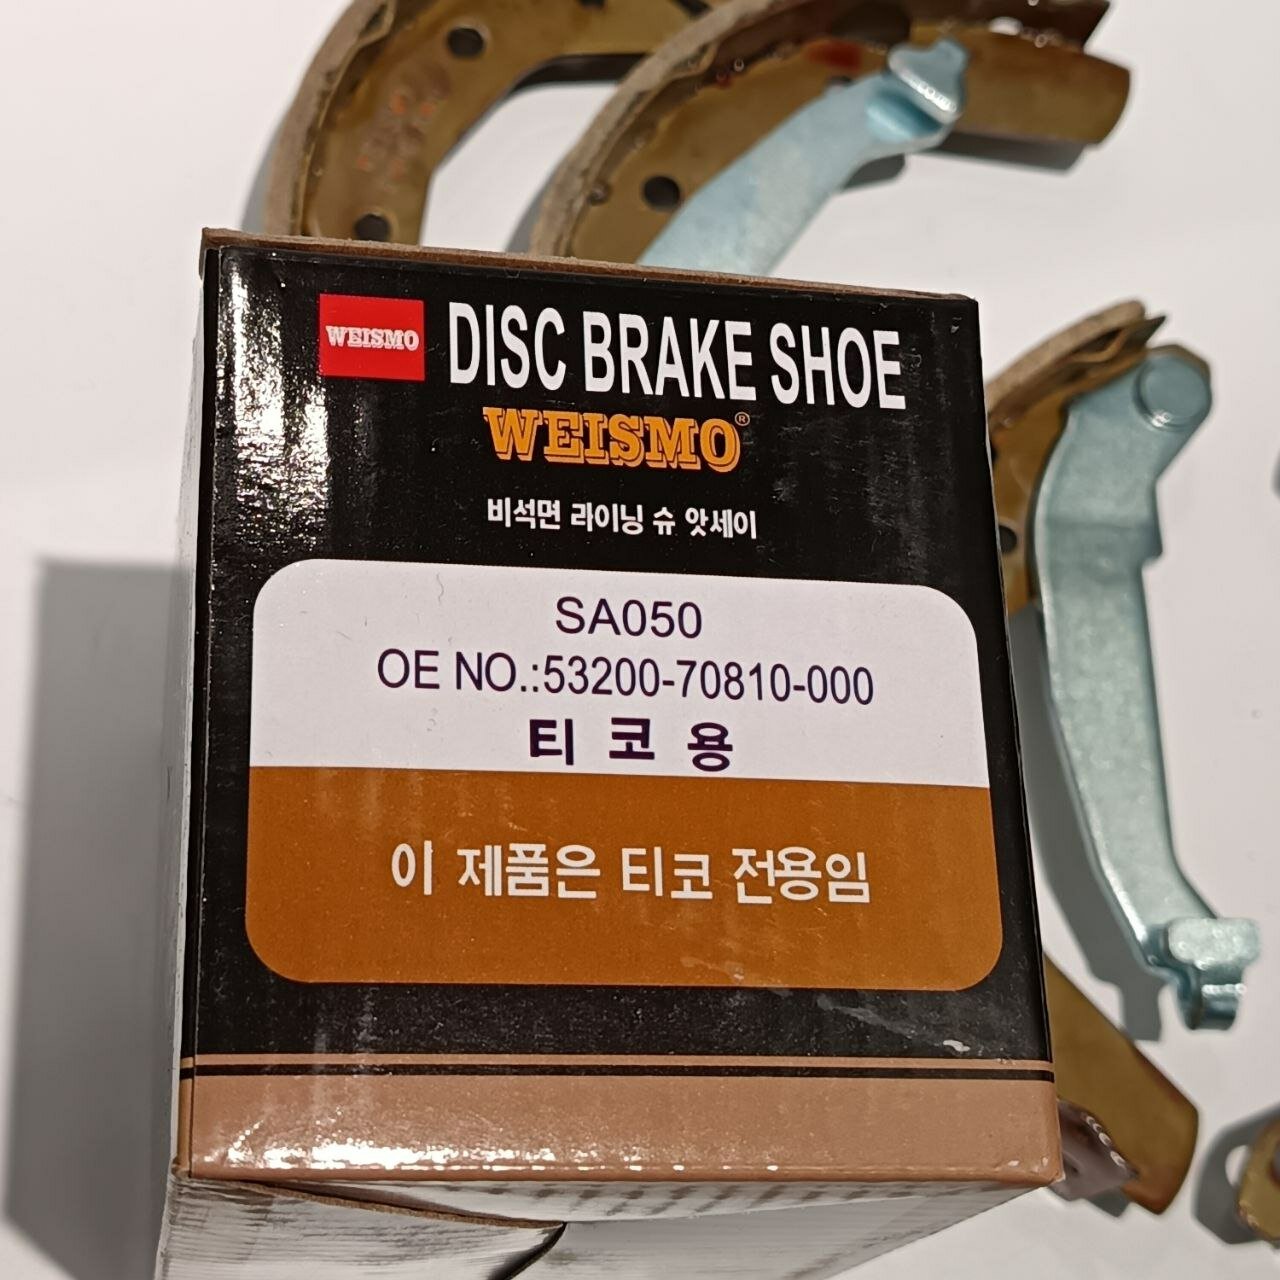 WEISMO
DISC BRAKE SHOE
WEISMO®
비석면 라이닝 슈 앗세이
SA050
OE NO.:53200-70810-000
티코용
이 제품은 티코 전용임